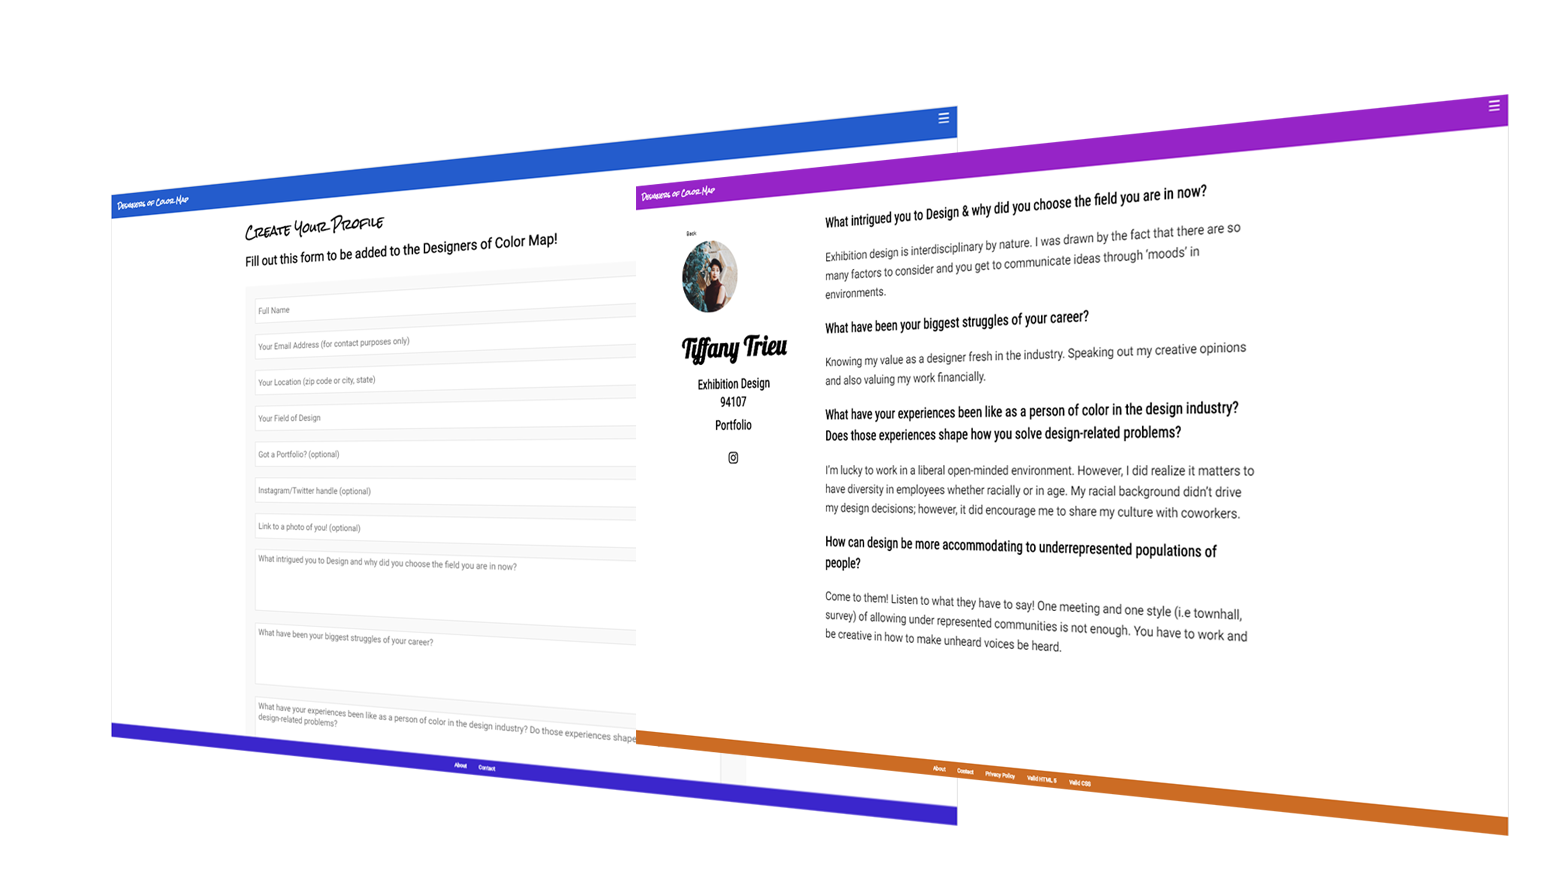 Designers of Color Map
Create Your Profile
Fill out this form to be added to the Designers of Color Map!
Full Name
Your Email Address (for contact purposes only)
Your Location (zip code or city, state)
Your Field of Design
Got a Portfolio? (optional)
Instagram/Twitter handle (optional)
Link to a photo of you! (optional)
What intrigued you to Design and why did you choose the field you are in now?
What have been your biggest struggles of your career?
What have your experiences been like as a person of color in the design industry? Do those experiences shape
design-related problems?
About Contact
Designers of Color Map
Back
Tiffany Trieu
Exhibition Design
94107
Portfolio
What intrigued you to Design & why did you choose the field you are in now?
Exhibition design is interdisciplinary by nature. I was drawn by the fact that there are so
many factors to consider and you get to communicate ideas through ‘moods’ in
environments.
What have been your biggest struggles of your career?
Knowing my value as a designer fresh in the industry. Speaking out my creative opinions
and also valuing my work financially.
What have your experiences been like as a person of color in the design industry?
Does those experiences shape how you solve design-related problems?
I’m lucky to work in a liberal open-minded environment. However, I did realize it matters to
have diversity in employees whether racially or in age. My racial background didn’t drive
my design decisions; however, it did encourage me to share my culture with coworkers.
How can design be more accommodating to underrepresented populations of
people?
Come to them! Listen to what they have to say! One meeting and one style (i.e townhall,
survey) of allowing under represented communities is not enough. You have to work and
be creative in how to make unheard voices be heard.
About Contact Privacy Policy Valid HTML 5 Valid CSS